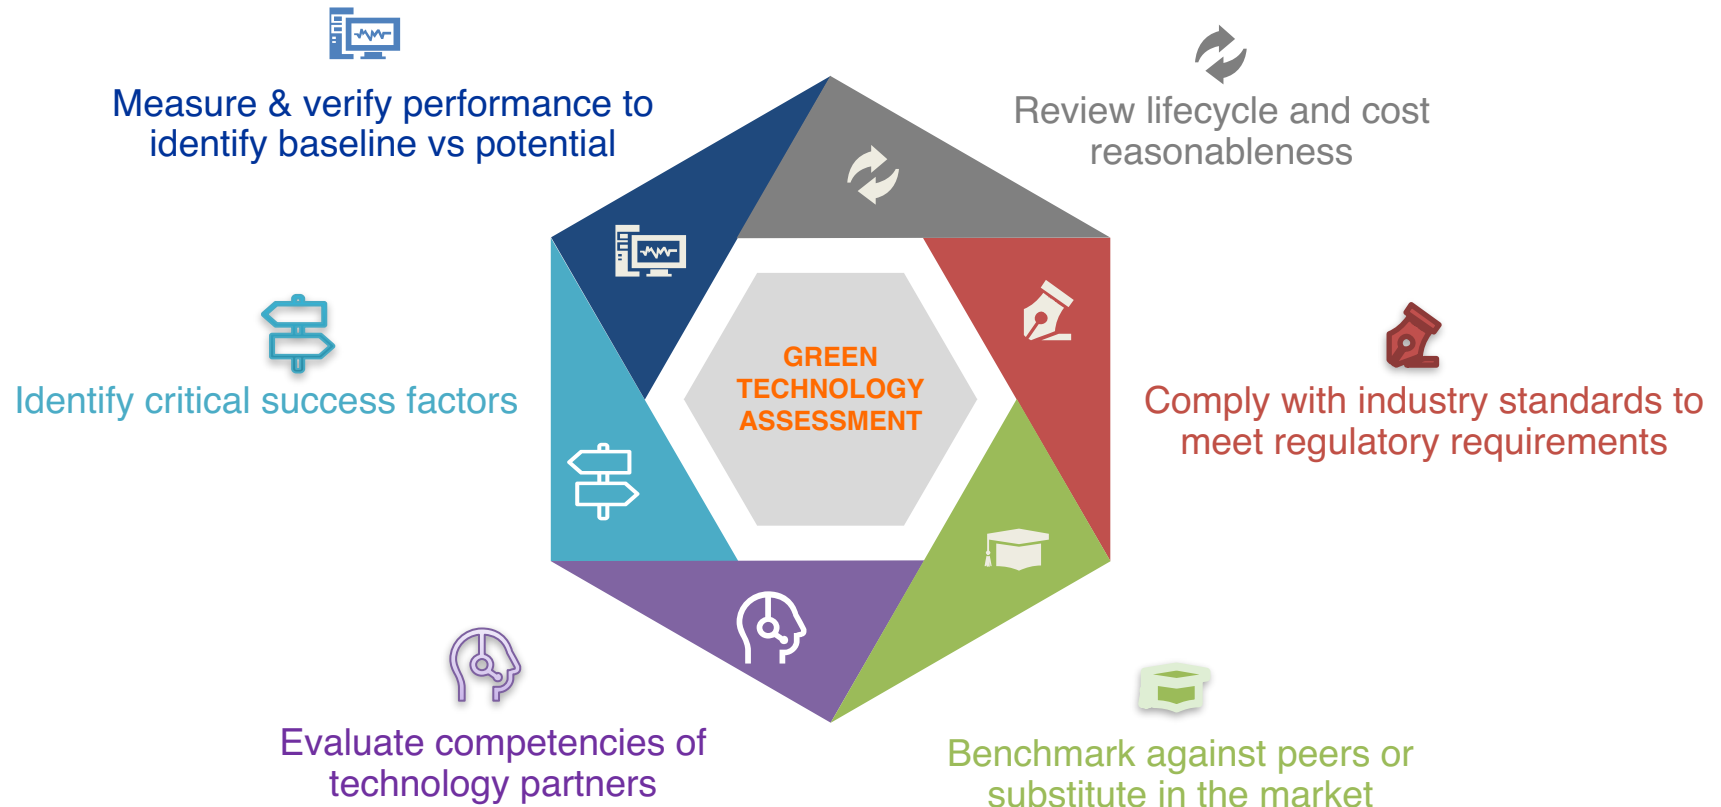 Measure & verify performance to
identify baseline vs potential
Review lifecycle and cost
reasonableness
GREEN
TECHNOLOGY
ASSESSMENT
Identify critical success factors
Comply with industry standards to
meet regulatory requirements
Evaluate competencies of
technology partners
Benchmark against peers or
substitute in the market